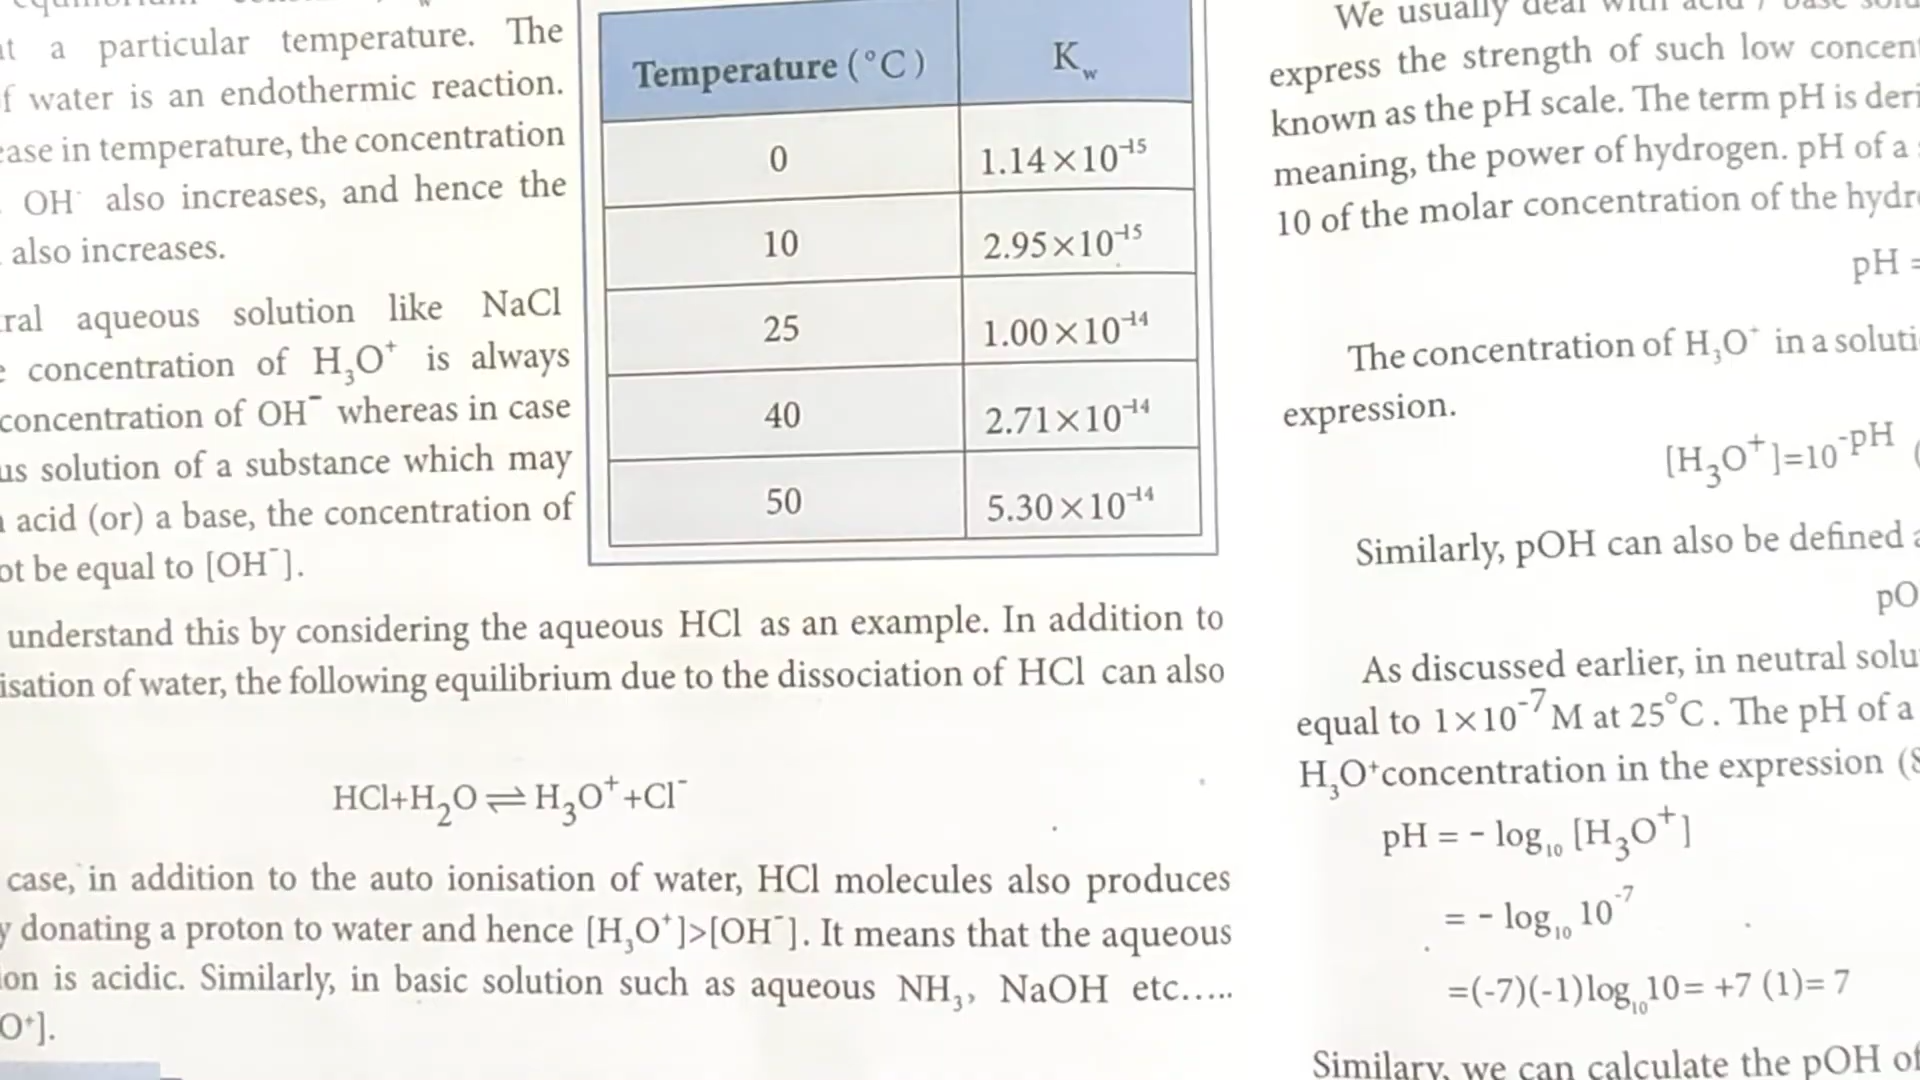 at a particular temperature. The
f water is an endothermic reaction.
ease in temperature, the concentration
OH⁻ also increases, and hence the
also increases.
ral aqueous solution like NaCl
concentration of H₃O⁺ is always
concentration of OH⁻ whereas in case
us solution of a substance which may
acid (or) a base, the concentration of
ot be equal to [OH⁻].
Temperature (°C) K_w
0 1.14×10⁻¹⁵
10 2.95×10⁻¹⁵
25 1.00×10⁻¹⁴
40 2.71×10⁻¹⁴
50 5.30×10⁻¹⁴
understand this by considering the aqueous HCl as an example. In addition to
isation of water, the following equilibrium due to the dissociation of HCl can also
HCl+H₂O⇌H₃O⁺+Cl⁻
case, in addition to the auto ionisation of water, HCl molecules also produces
y donating a proton to water and hence [H₃O⁺]>[OH⁻]. It means that the aqueous
ion is acidic. Similarly, in basic solution such as aqueous NH₃, NaOH etc.....
O⁺].
We usually deal with acid / base
express the strength of such low concent
known as the pH scale. The term pH is deri
meaning, the power of hydrogen. pH of a
10 of the molar concentration of the hydr
pH =
The concentration of H₃O⁺ in a soluti
expression.
[H₃O⁺]=10⁻ᵖᴴ (
Similarly, pOH can also be defined a
pO
As discussed earlier, in neutral solu
equal to 1×10⁻⁷M at 25°C. The pH of a
H₃O⁺concentration in the expression (8
pH = - log₁₀ [H₃O⁺]
= - log₁₀ 10⁻⁷
=(-7)(-1)log₁₀10= +7 (1)= 7
Similary, we can calculate the pOH of